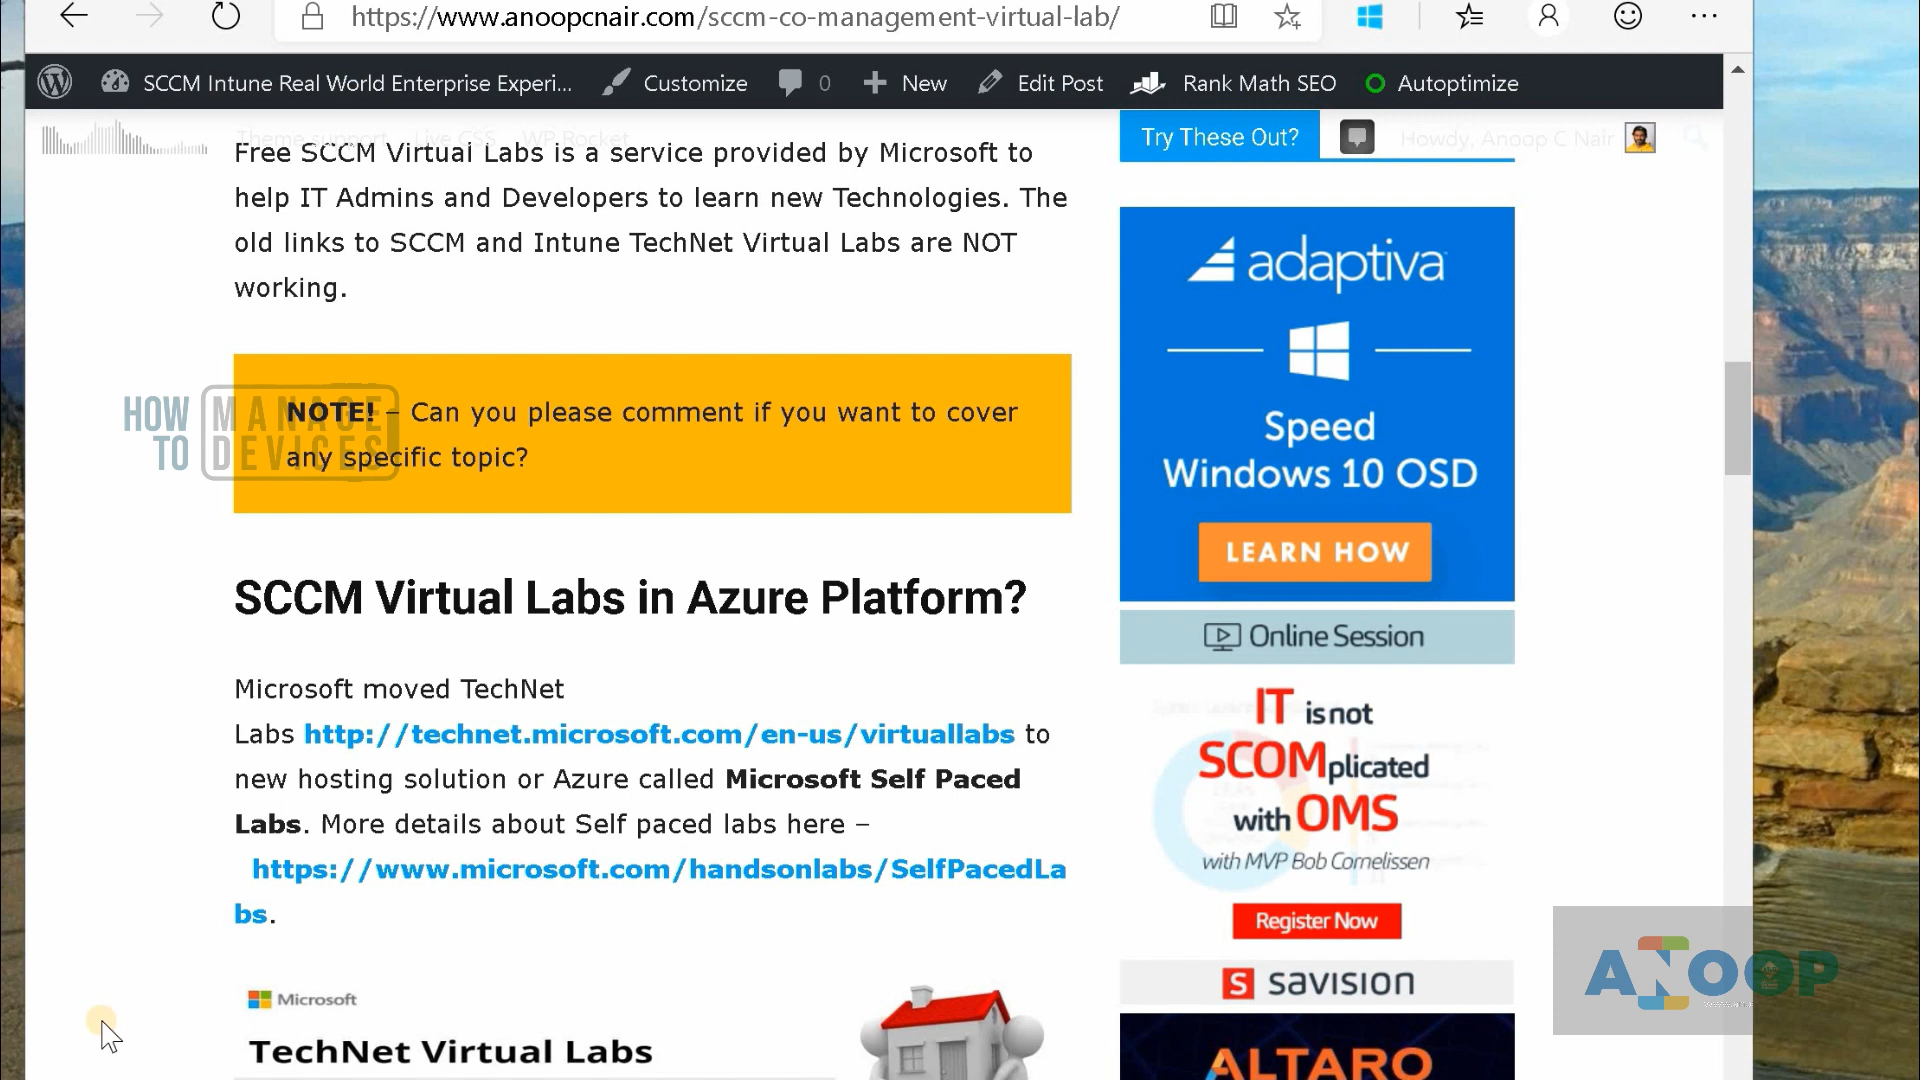 https://www.anoopcnair.com/sccm-co-management-virtual-lab/
SCCM Intune Real World Enterprise Experi... Customize 0 New Edit Post Rank Math SEO Autoptimize
Theme support Live CSS WP Rocket
Try These Out?
Howdy, Anoop C Nair
Free SCCM Virtual Labs is a service provided by Microsoft to
help IT Admins and Developers to learn new Technologies. The
old links to SCCM and Intune TechNet Virtual Labs are NOT
working.
HOW TO
MANAGE
DEVICES
NOTE! – Can you please comment if you want to cover
any specific topic?
SCCM Virtual Labs in Azure Platform?
Microsoft moved TechNet
Labs http://technet.microsoft.com/en-us/virtuallabs to
new hosting solution or Azure called Microsoft Self Paced
Labs. More details about Self paced labs here –
https://www.microsoft.com/handsonlabs/SelfPacedLa
bs.
Microsoft
TechNet Virtual Labs
adaptiva
Speed
Windows 10 OSD
LEARN HOW
Online Session
IT is not
SCOMplicated
with OMS
with MVP Bob Cornelissen
Register Now
S savision
ALTARO
ANOOP